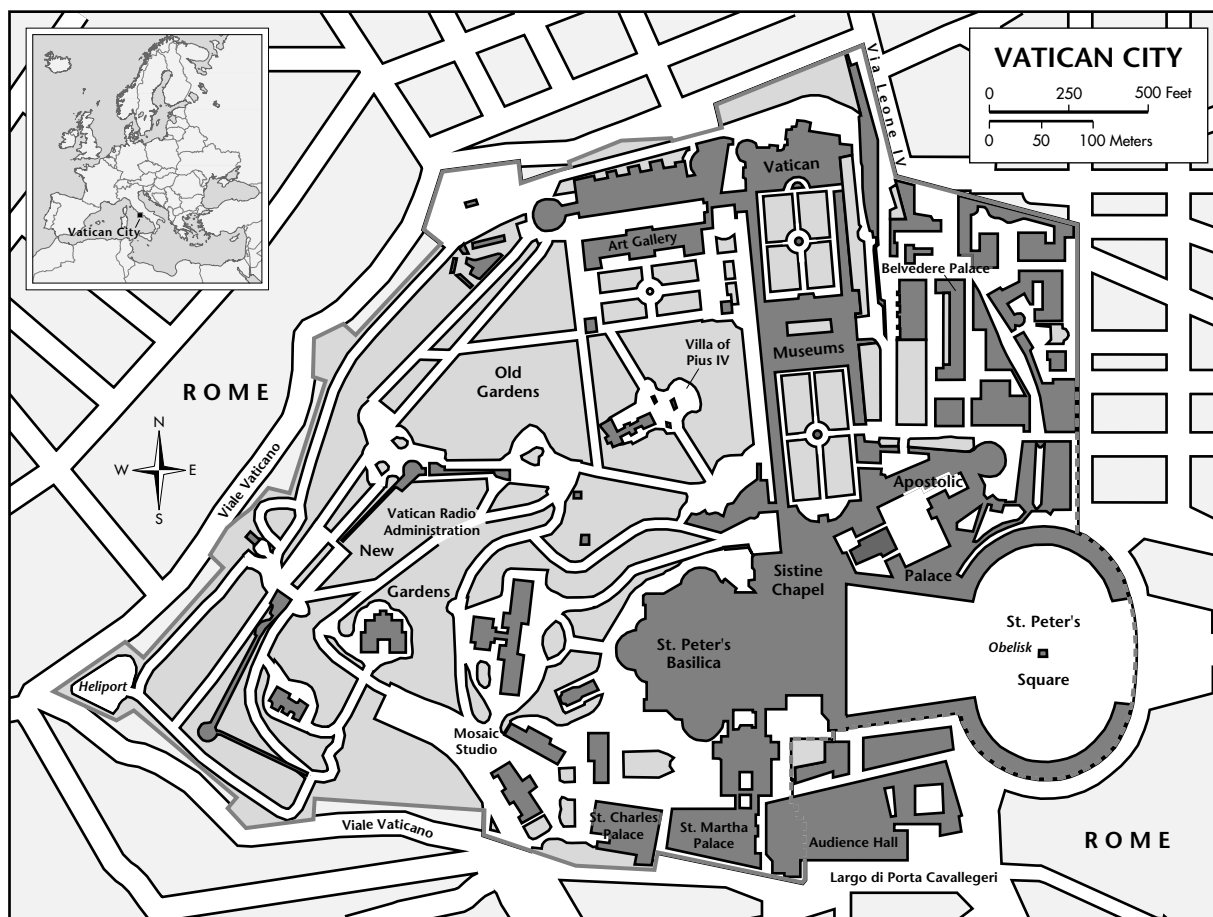 VATICAN CITY
0 250 500 Feet
0 50 100 Meters
Vatican City
Via Leone IV
Vatican
Art Gallery
Belvedere Palace
Museums
Villa of
Pius IV
Old
Gardens
ROME
N
W E
S
Viale Vaticano
Vatican Radio
Administration
New
Gardens
Apostolic
Palace
Sistine
Chapel
St. Peter's
Basilica
St. Peter's
Obelisk
Square
Heliport
Mosaic
Studio
Viale Vaticano
St. Charles
Palace
St. Martha
Palace
Audience Hall
ROME
Largo di Porta Cavallegeri